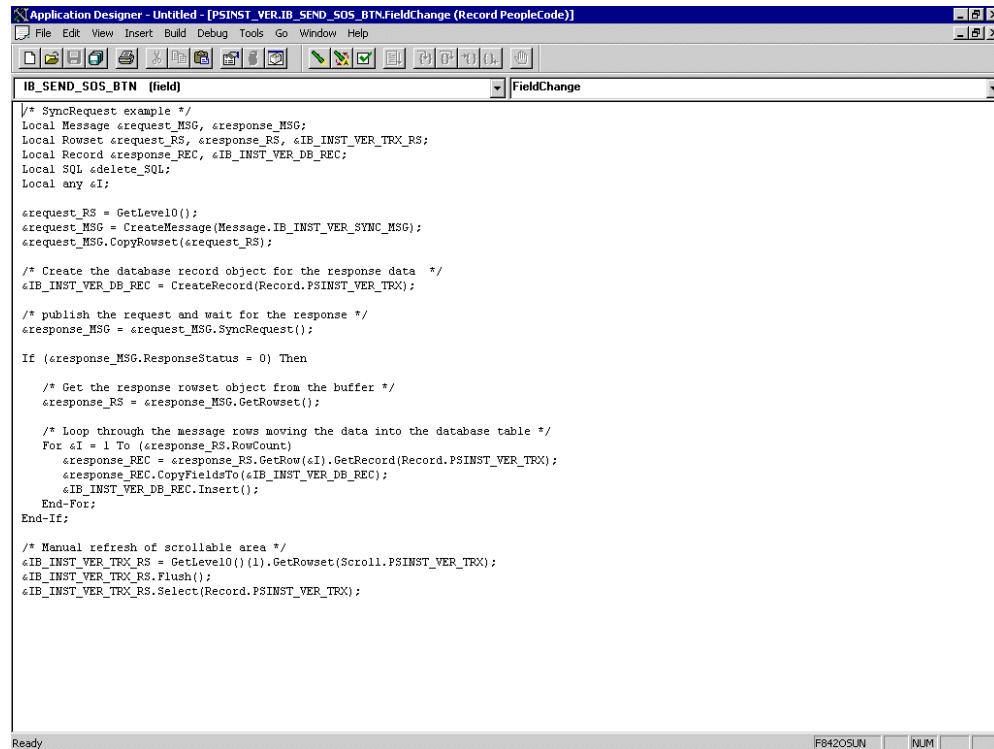 Application Designer - Untitled - [PSINST_VER.IB_SEND_SOS_BTN.FieldChange (Record PeopleCode)]
File Edit View Insert Build Debug Tools Go Window Help
IB_SEND_SOS_BTN (field) FieldChange
/* SyncRequest example */
Local Message &request_MSG, &response_MSG;
Local Rowset &request_RS, &response_RS, &IB_INST_VER_TRX_RS;
Local Record &response_REC, &IB_INST_VER_DB_REC;
Local SQL &delete_SQL;
Local any &I;
&request_RS = GetLevel0();
&request_MSG = CreateMessage(Message.IB_INST_VER_SYNC_MSG);
&request_MSG.CopyRowset(&request_RS);
/* Create the database record object for the response data */
&IB_INST_VER_DB_REC = CreateRecord(Record.PSINST_VER_TRX);
/* publish the request and wait for the response */
&response_MSG = &request_MSG.SyncRequest();
If (&response_MSG.ResponseStatus = 0) Then
/* Get the response rowset object from the buffer */
&response_RS = &response_MSG.GetRowset();
/* Loop through the message rows moving the data into the database table */
For &I = 1 To (&response_RS.RowCount)
&response_REC = &response_RS.GetRow(&I).GetRecord(Record.PSINST_VER_TRX);
&response_REC.CopyFieldsTo(&IB_INST_VER_DB_REC);
&IB_INST_VER_DB_REC.Insert();
End-For;
End-If;
/* Manual refresh of scrollable area */
&IB_INST_VER_TRX_RS = GetLevel0()(1).GetRowset(Scroll.PSINST_VER_TRX);
&IB_INST_VER_TRX_RS.Flush();
&IB_INST_VER_TRX_RS.Select(Record.PSINST_VER_TRX);
Ready F842OSUN NUM